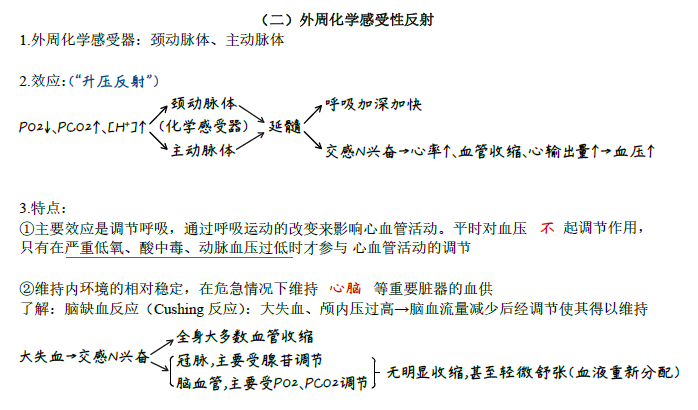 （二）外周化学感受性反射
1.外周化学感受器：颈动脉体、主动脉体
2.效应：（“升压反射”）
颈动脉体
呼吸加深加快
PO2↓、PCO2↑、[H+]↑
（化学感受器）
延髓
主动脉体
交感N兴奋→心率↑、血管收缩、心输出量↑→血压↑
3.特点：
①主要效应是调节呼吸，通过呼吸运动的改变来影响心血管活动。平时对血压 不 起调节作用，
只有在严重低氧、酸中毒、动脉血压过低时才参与 心血管活动的调节
②维持内环境的相对稳定，在危急情况下维持 心脑 等重要脏器的血供
了解：脑缺血反应（Cushing 反应）：大失血、颅内压过高→脑血流量减少后经调节使其得以维持
全身大多数血管收缩
大失血→交感N兴奋
冠脉,主要受腺苷调节
脑血管,主要受PO2、PCO2调节
无明显收缩,甚至轻微舒张(血液重新分配)